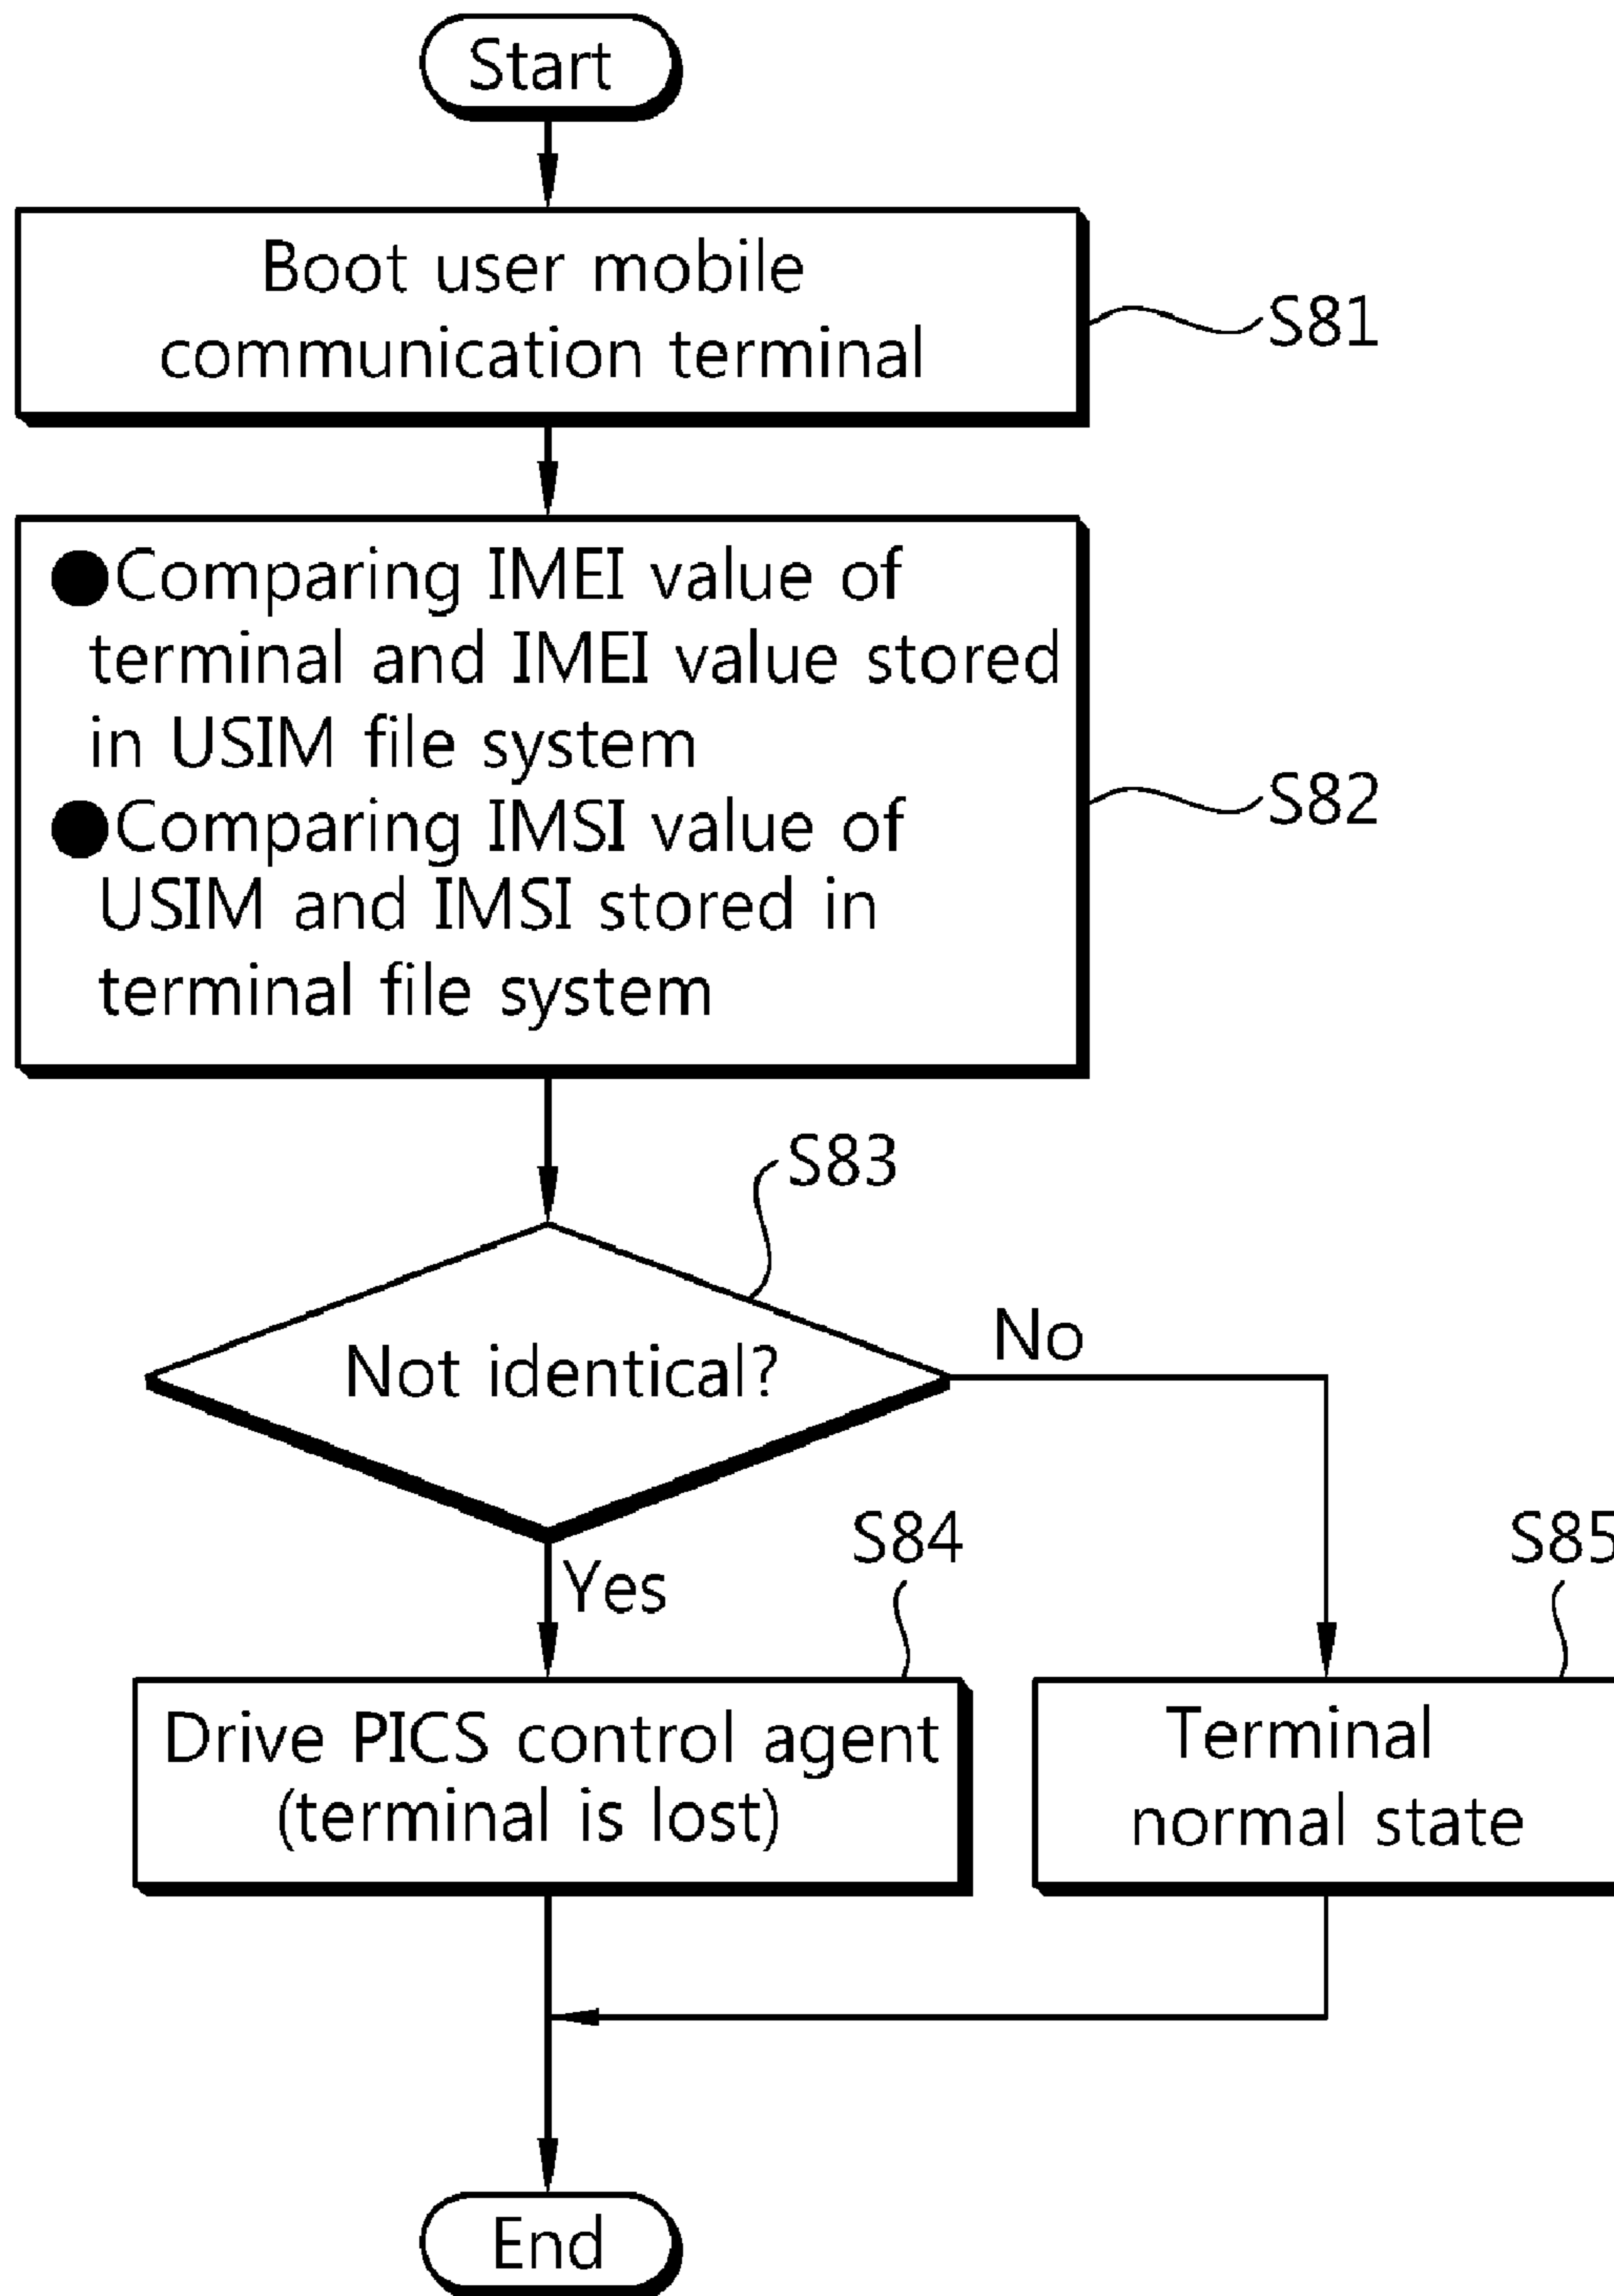 Start
Boot user mobile
communication terminal
S81
●Comparing IMEI value of
terminal and IMEI value stored
in USIM file system
●Comparing IMSI value of
USIM and IMSI stored in
terminal file system
S82
S83
Not identical?
No
Yes
S84
S85
Drive PICS control agent
(terminal is lost)
Terminal
normal state
End